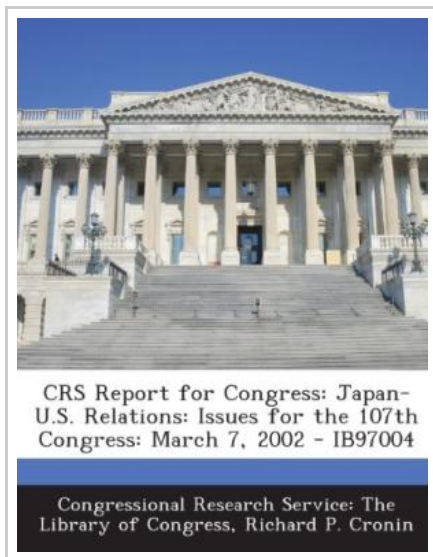 CRS Report for Congress: Japan-
U.S. Relations: Issues for the 107th
Congress: March 7, 2002 - IB97004
Congressional Research Service: The
Library of Congress, Richard P. Cronin